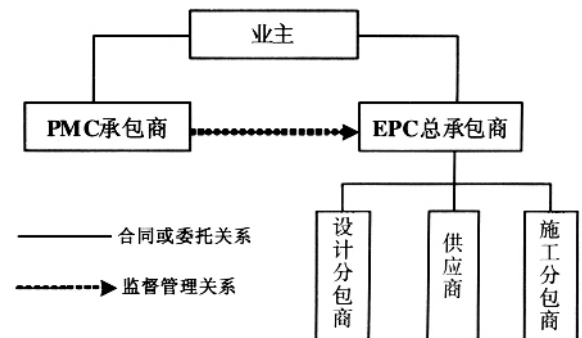 业主
PMC承包商
EPC总承包商
设计分包商
供应商
施工分包商
合同或委托关系
监督管理关系